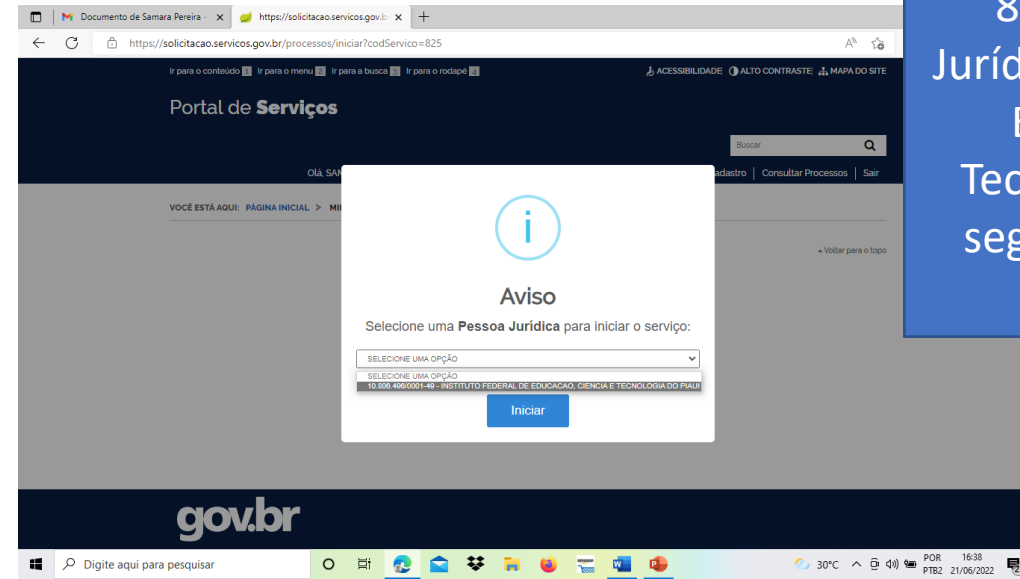 Documento de Samara Pereira -
https://solicitacao.servicos.gov.b
https://solicitacao.servicos.gov.br/processos/iniciar?codServico=825
Ir para o conteúdo 1 Ir para o menu 2 Ir para a busca 3 Ir para o rodapé 4
ACESSIBILIDADE ALTO CONTRASTE MAPA DO SITE
Portal de Serviços
Buscar
Olá, SAM
adastro | Consultar Processos | Sair
VOCÊ ESTÁ AQUI: PÁGINA INICIAL > MI
Voltar para o topo
i
Aviso
Selecione uma Pessoa Jurídica para iniciar o serviço:
SELECIONE UMA OPÇÃO
SELECIONE UMA OPÇÃO
10.806.496/0001-49 - INSTITUTO FEDERAL DE EDUCACAO, CIENCIA E TECNOLOGIA DO PIAUI
Iniciar
gov.br
Digite aqui para pesquisar
30°C
POR
PTB2
16:38
21/06/2022
8
Juríd
E
Tec
seg